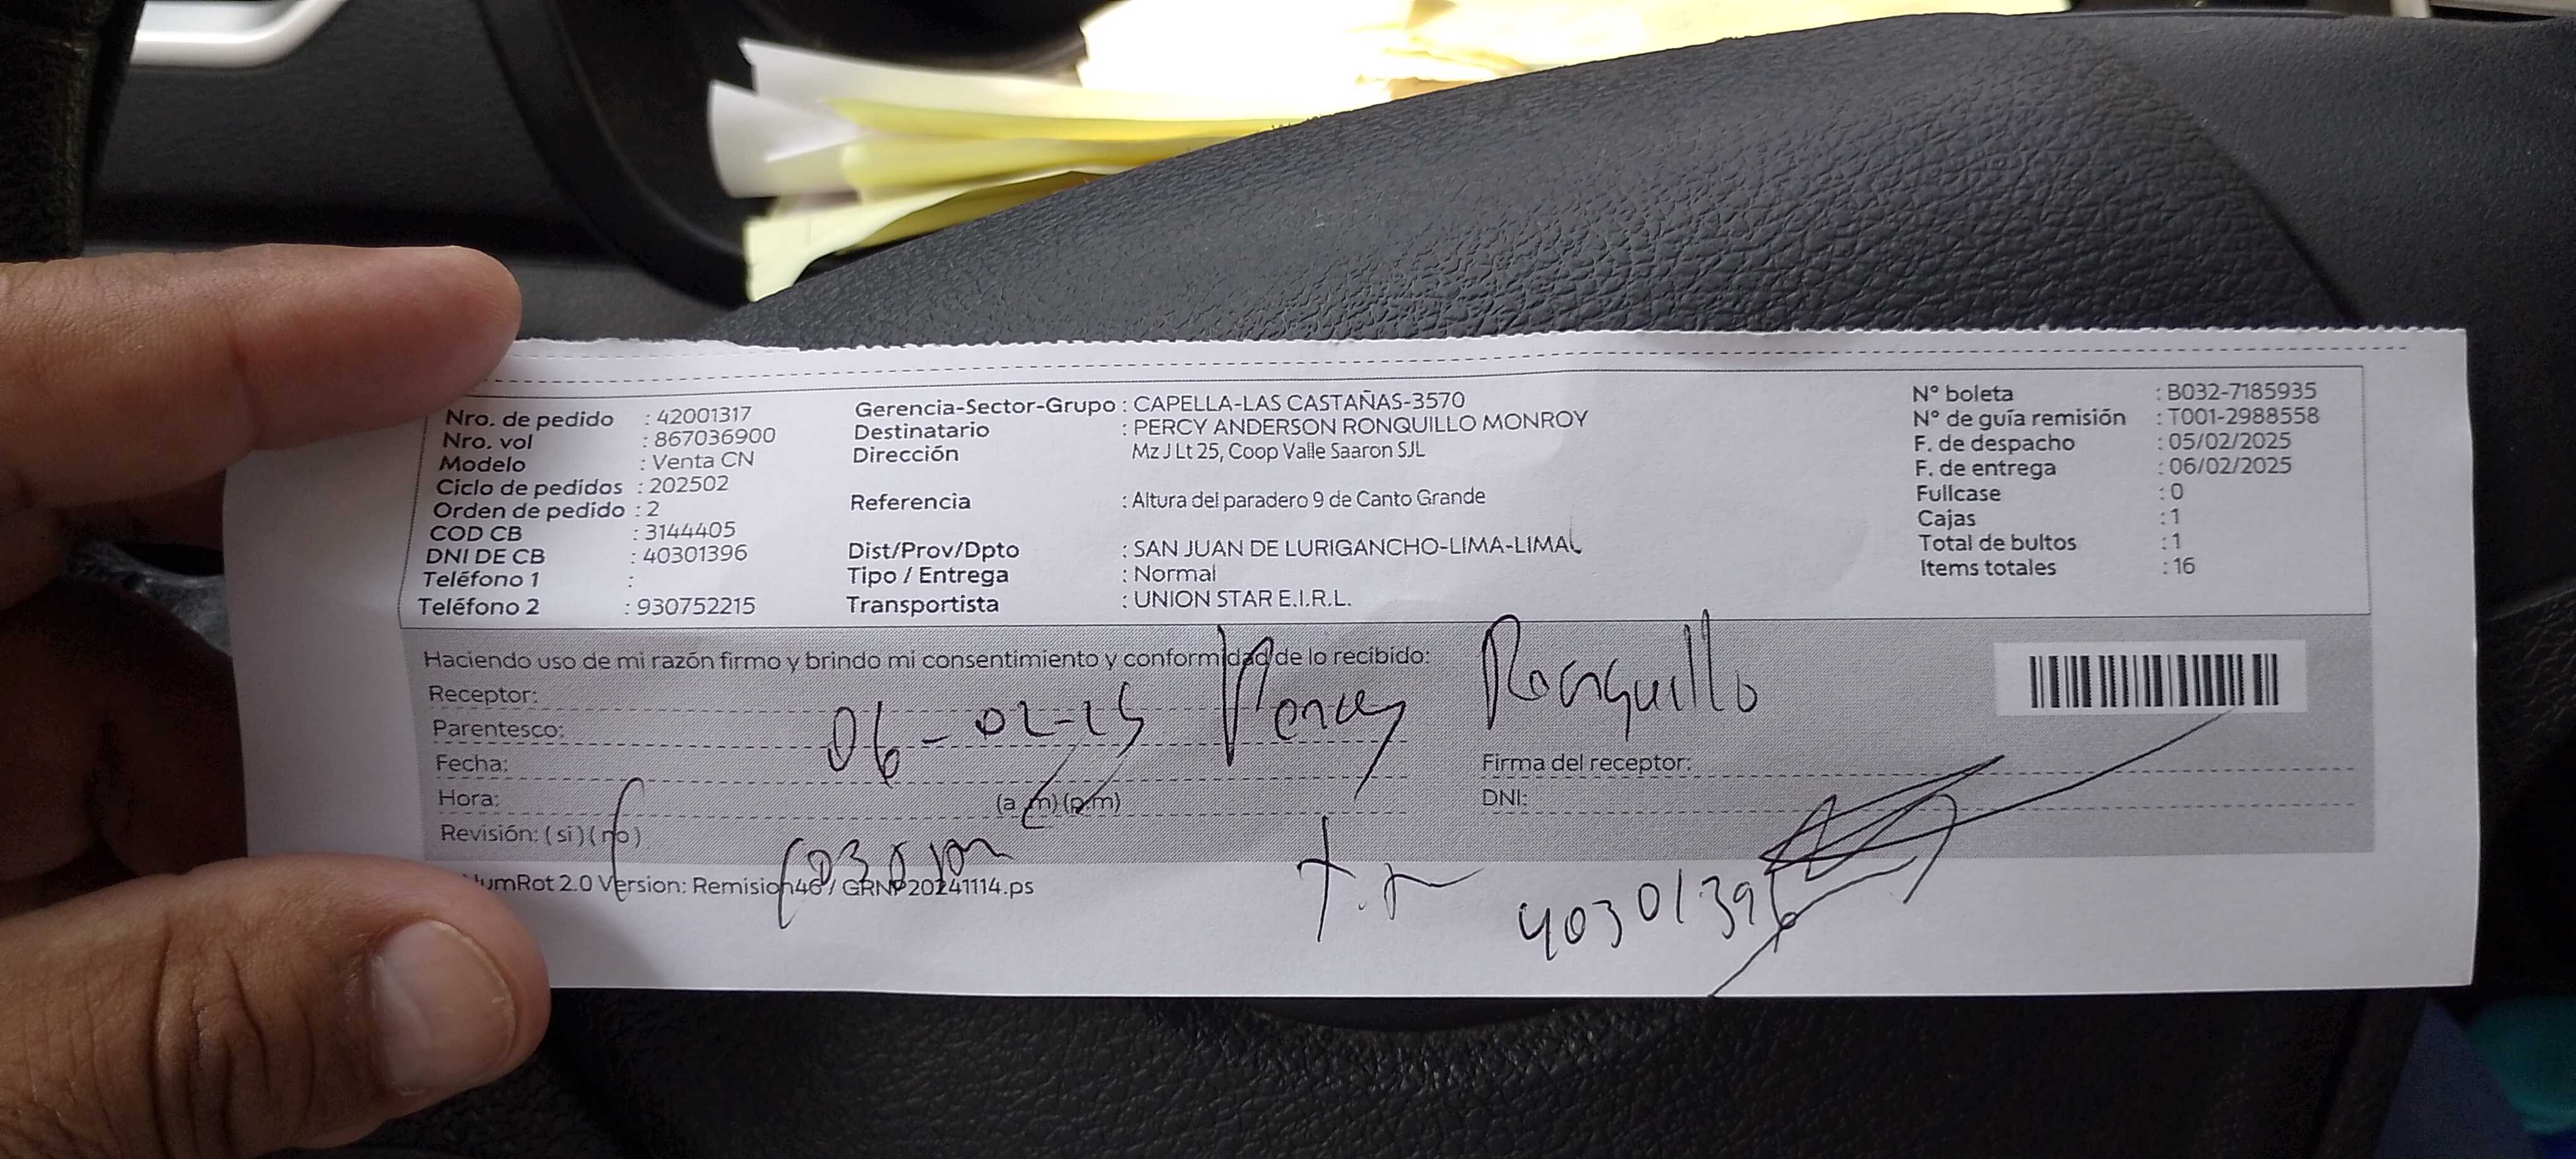 Nro. de pedido : 42001317
Nro. vol : 867036900
Modelo : Venta CN
Ciclo de pedidos : 202502
Orden de pedido : 2
COD CB : 3144405
DNI DE CB : 40301396
Teléfono 1 :
Teléfono 2 : 930752215
Gerencia-Sector-Grupo : CAPELLA-LAS CASTAÑAS-3570
Destinatario : PERCY ANDERSON RONQUILLO MONROY
Dirección Mz J Lt 25, Coop Valle Saaron SJL
Referencia : Altura del paradero 9 de Canto Grande
Dist/Prov/Dpto : SAN JUAN DE LURIGANCHO-LIMA-LIMA
Tipo / Entrega : Normal
Transportista : UNION STAR E.I.R.L.
N° boleta : B032-7185935
N° de guía remisión : T001-2988558
F. de despacho : 05/02/2025
F. de entrega : 06/02/2025
Fullcase : 0
Cajas : 1
Total de bultos : 1
Items totales : 16
Haciendo uso de mi razón firmo y brindo mi consentimiento y conformidad de lo recibido:
Receptor:
Ronquillo
Parentesco:
06-02-25
Fecha:
Firma del receptor:
Hora: (a.m) (p.m)
DNI:
Revisión: ( si ) ( no )
umRot 2.0 Version: Remision46 / GRNP20241114.ps
40301396